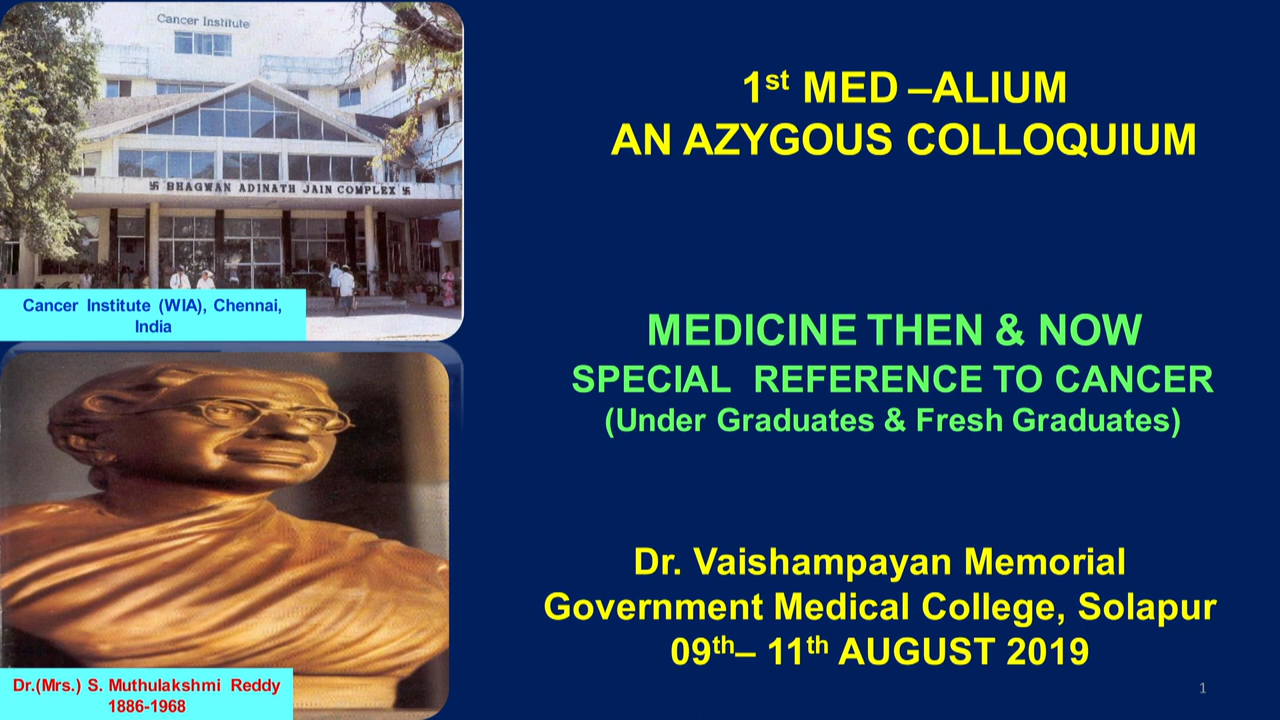 Cancer Institute
卐 BHAGWAN ADINATH JAIN COMPLEX 卐
Cancer Institute (WIA), Chennai,
India
Dr.(Mrs.) S. Muthulakshmi Reddy
1886-1968
1st MED –ALIUM
AN AZYGOUS COLLOQUIUM
MEDICINE THEN & NOW
SPECIAL REFERENCE TO CANCER
(Under Graduates & Fresh Graduates)
Dr. Vaishampayan Memorial
Government Medical College, Solapur
09th– 11th AUGUST 2019
1